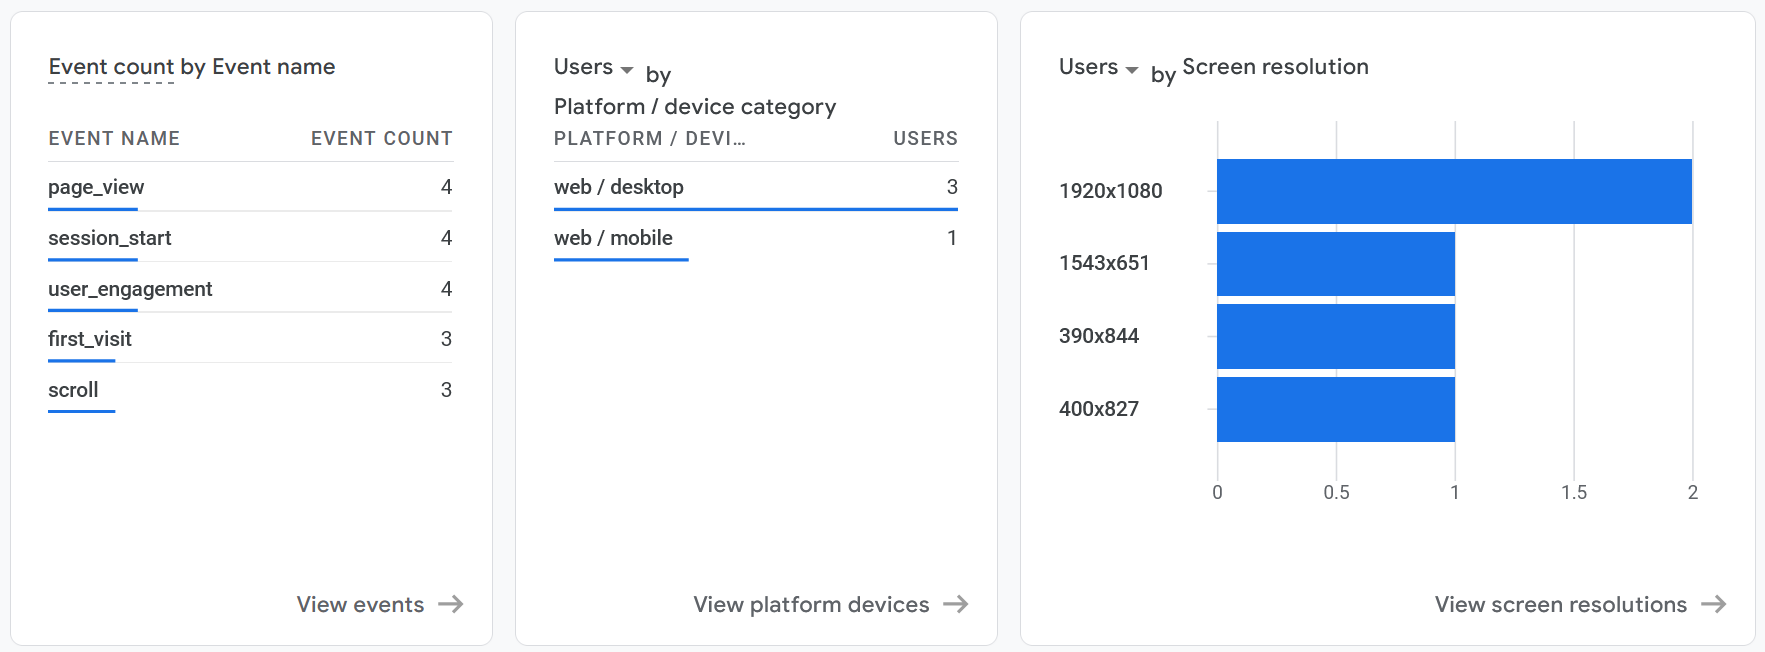 Event count by Event name
EVENT NAME EVENT COUNT
page_view 4
session_start 4
user_engagement 4
first_visit 3
scroll 3
View events
Users by
Platform / device category
PLATFORM / DEVI... USERS
web / desktop 3
web / mobile 1
View platform devices
Users by Screen resolution
1920x1080
1543x651
390x844
400x827
0 0.5 1 1.5 2
View screen resolutions